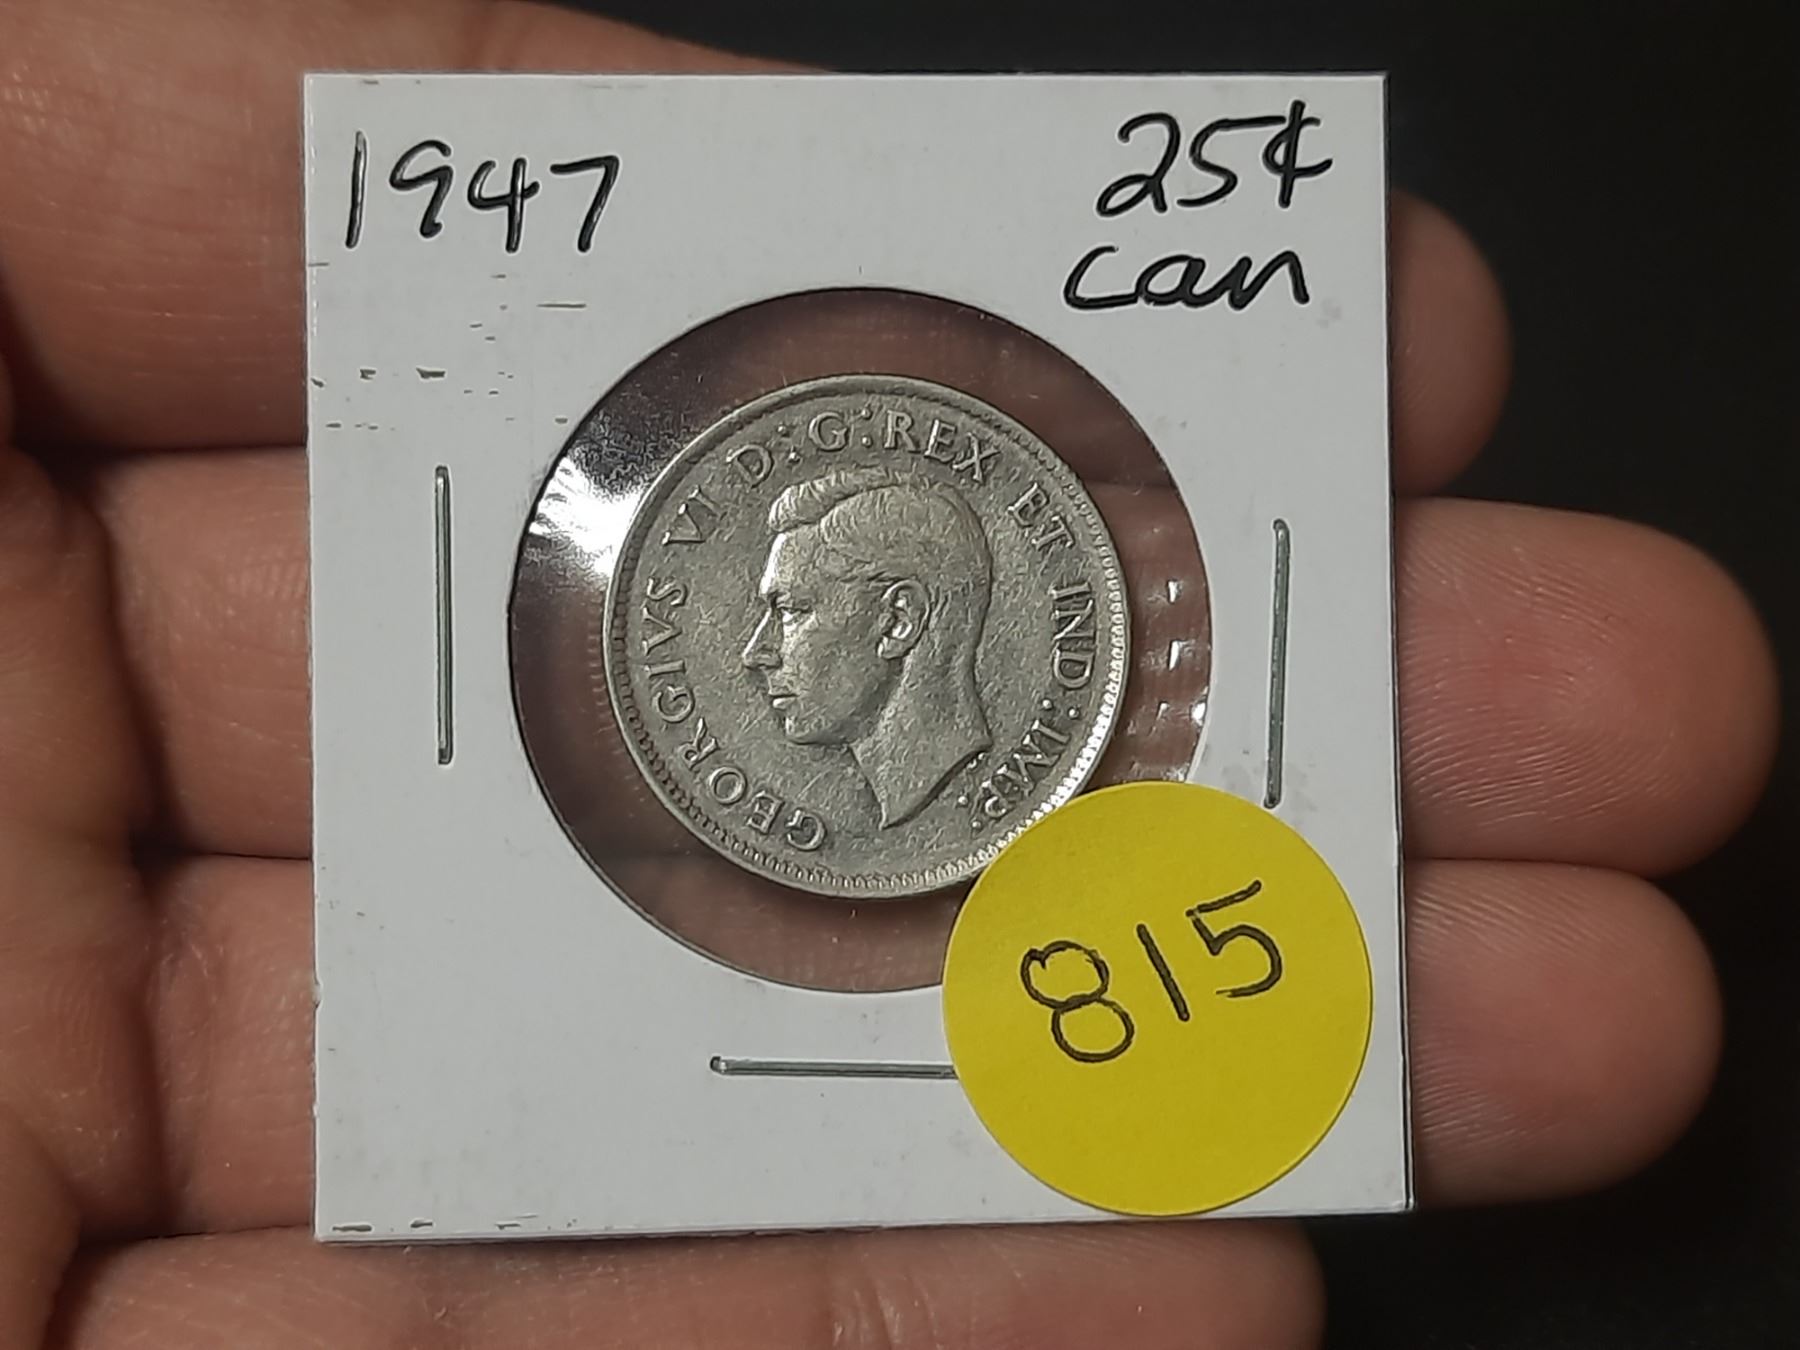 1947
25¢
can
GEORGIVS VI D:G:REX ET IND:IMP:
815